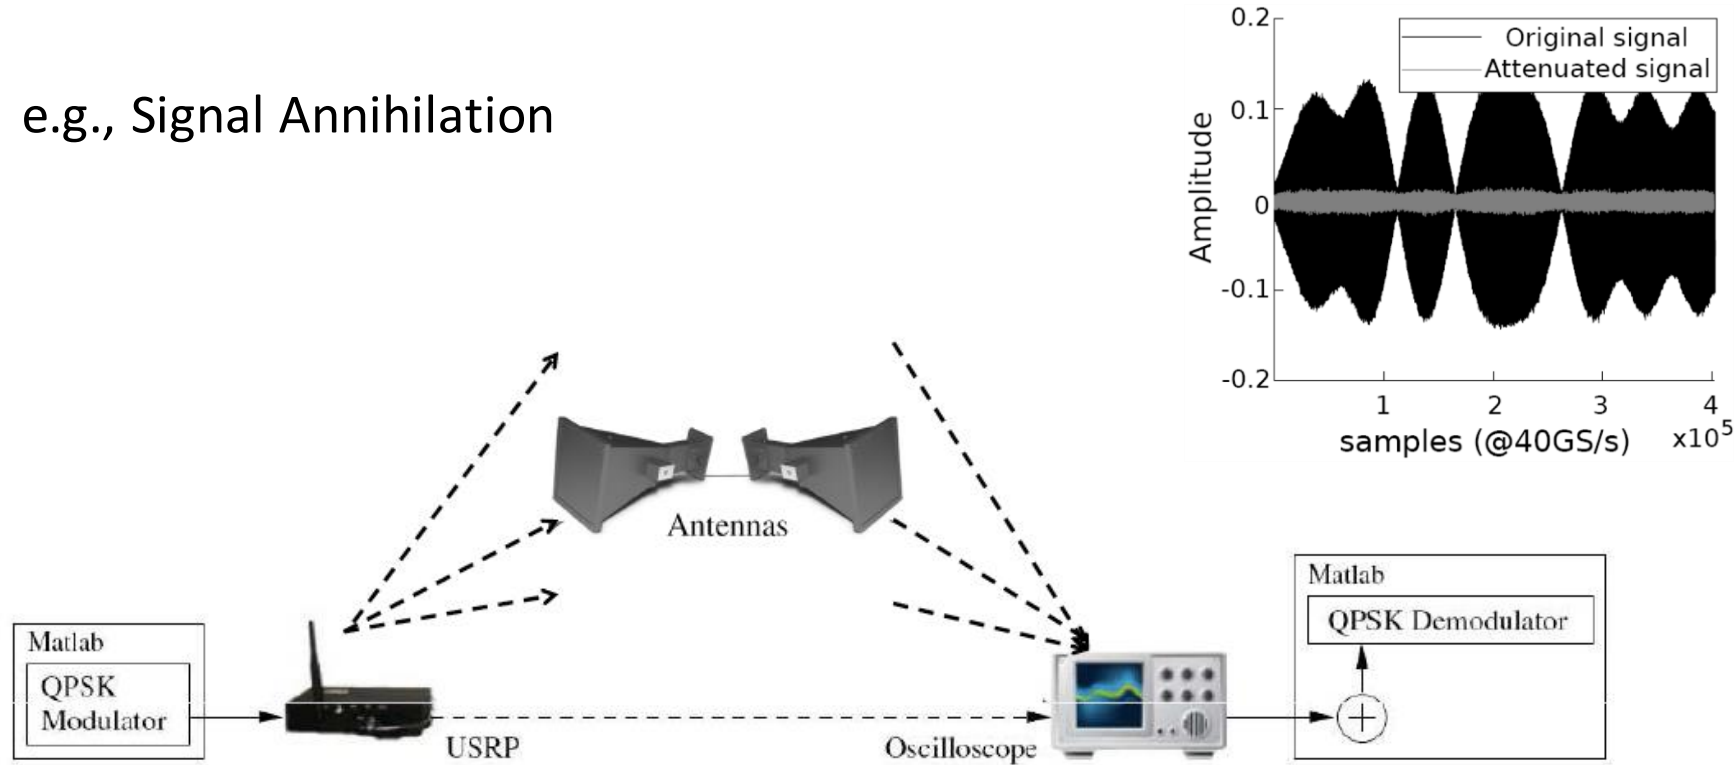 e.g., Signal Annihilation
0.2
0.1
0
-0.1
-0.2
Amplitude
Original signal
Attenuated signal
1 2 3 4
x10^5
samples (@40GS/s)
Antennas
Matlab
QPSK
Modulator
USRP
Oscilloscope
Matlab
QPSK Demodulator
+